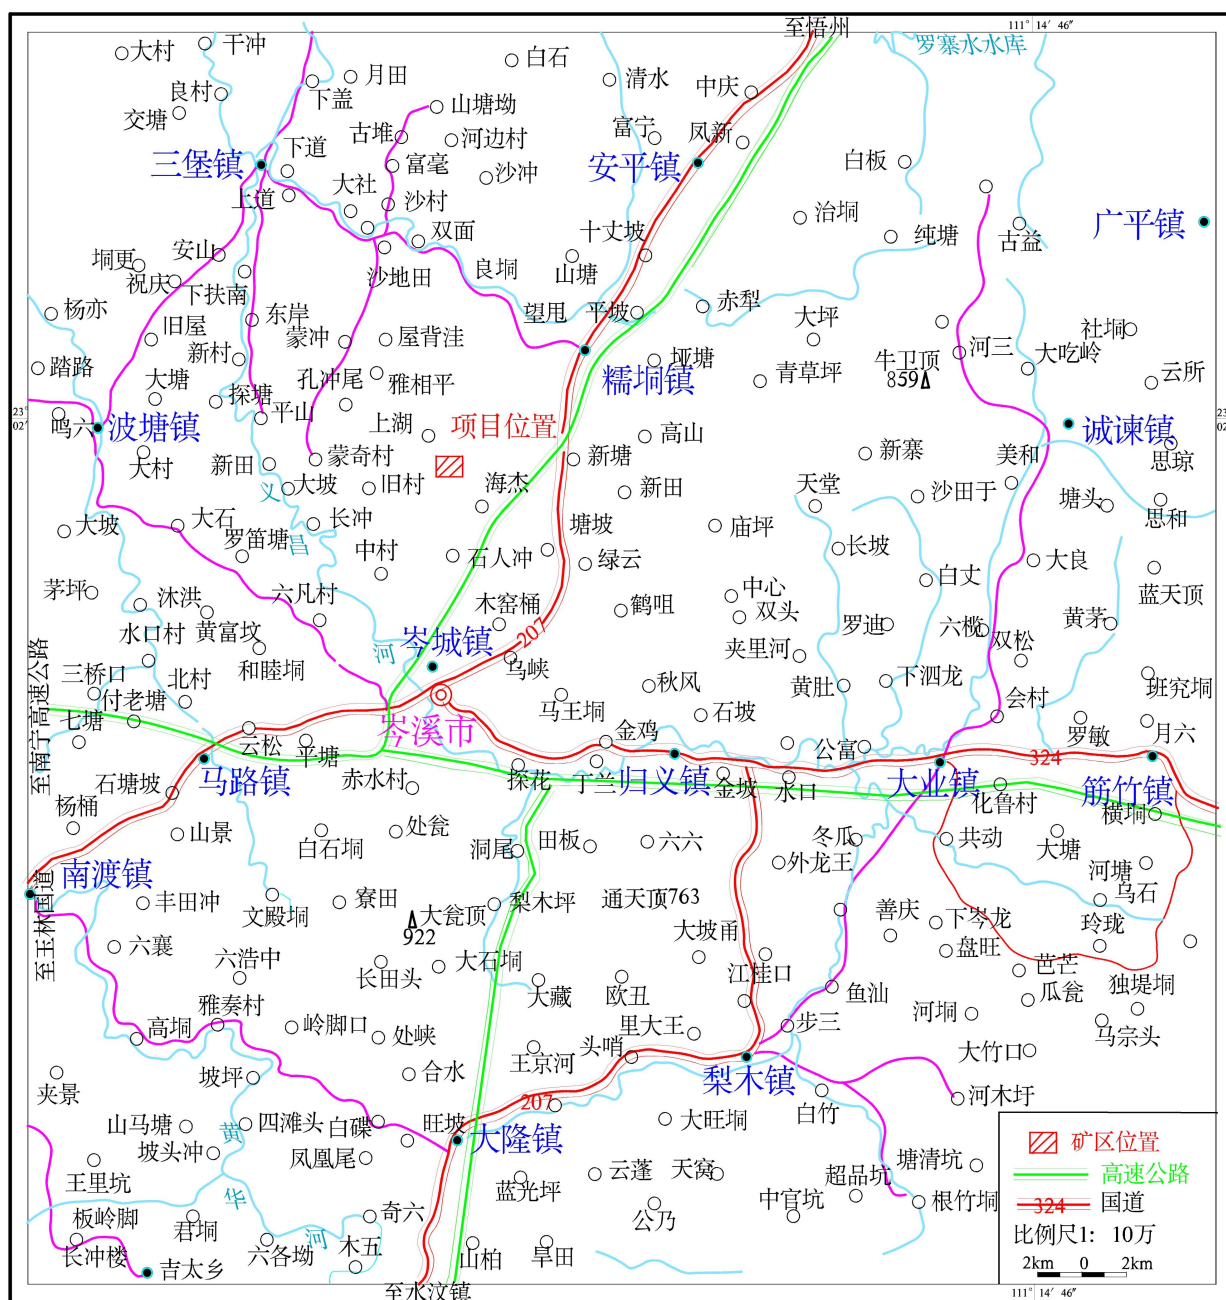 111° 14′ 46″
至悟州
罗寨水水库
干冲
大村
白石
月田
清水
下盖
中庆
良村
山塘坳
交塘
古堆
河边村
富宁
凤新
三堡镇
下道
富毫
沙冲
安平镇
白板
上道
大社
沙村
治垌
广平镇
双面
十丈坡
纯塘
古益
安山
垌更
沙地田
良垌
山塘
祝庆
下扶南
杨亦
东岸
望甩
平坡
赤犁
大坪
社垌
旧屋
蒙冲
屋背洼
河三
大吃岭
新村
垭塘
牛卫顶
859
云所
踏路
大塘
孔冲尾
雅相平
糯垌镇
青草坪
探塘
平山
23°
02′
鸣六
波塘镇
上湖
项目位置
高山
诚谏镇
23°
02′
大村
新田
蒙奇村
新塘
新寨
美和
思琼
义
大坡
旧村
海杰
新田
天堂
沙田于
塘头
思和
大坡
大石
昌
长冲
塘坡
庙坪
罗笛塘
中村
石人冲
绿云
长坡
大良
茅坪
沐洪
六凡村
木窑桶
鹤咀
中心
白丈
蓝天顶
水口村
黄富坟
双头
罗迪
六榄
黄茅
207
河
岑城镇
夹里河
双松
三桥口
和睦垌
乌峡
北村
秋风
黄肚
下泗龙
班究垌
付老塘
马王垌
会村
至南宁高速公路
七塘
岑溪市
金鸡
石坡
罗敏
月六
云松
平塘
公富
324
马路镇
赤水村
探花
丁兰
归义镇
金坡
水口
大业镇
筋竹镇
石塘坡
化鲁村
杨桶
横垌
山景
白石垌
处瓮
洞尾
田板
六六
冬瓜
共动
大塘
外龙王
南渡镇
河塘
丰田冲
文殿垌
寮田
大瓮顶
922
梨木坪
通天顶763
乌石
善庆
下岑龙
至玉林国道
六襄
大坡甬
盘旺
玲珑
六浩中
长田头
大石垌
江桂口
芭芒
大藏
欧丑
鱼汕
瓜瓮
独堤垌
雅奏村
高垌
岭脚口
处峡
里大王
步三
河垌
马宗头
王京河
头哨
大竹口
夹景
坡坪
合水
梨木镇
河木圩
207
白竹
山马塘
黄
四滩头
白碟
旺坡
大隆镇
大旺垌
坡头冲
凤凰尾
矿区位置
王里坑
华
蓝光坪
云蓬
天窝
超品坑
塘清坑
高速公路
中官坑
根竹垌
324 国道
板岭脚
君垌
奇六
公乃
长冲楼
六各坳
河
木五
山柏
旱田
比例尺1: 10万
吉太乡
2km 0 2km
至水汶镇
111° 14′ 46″